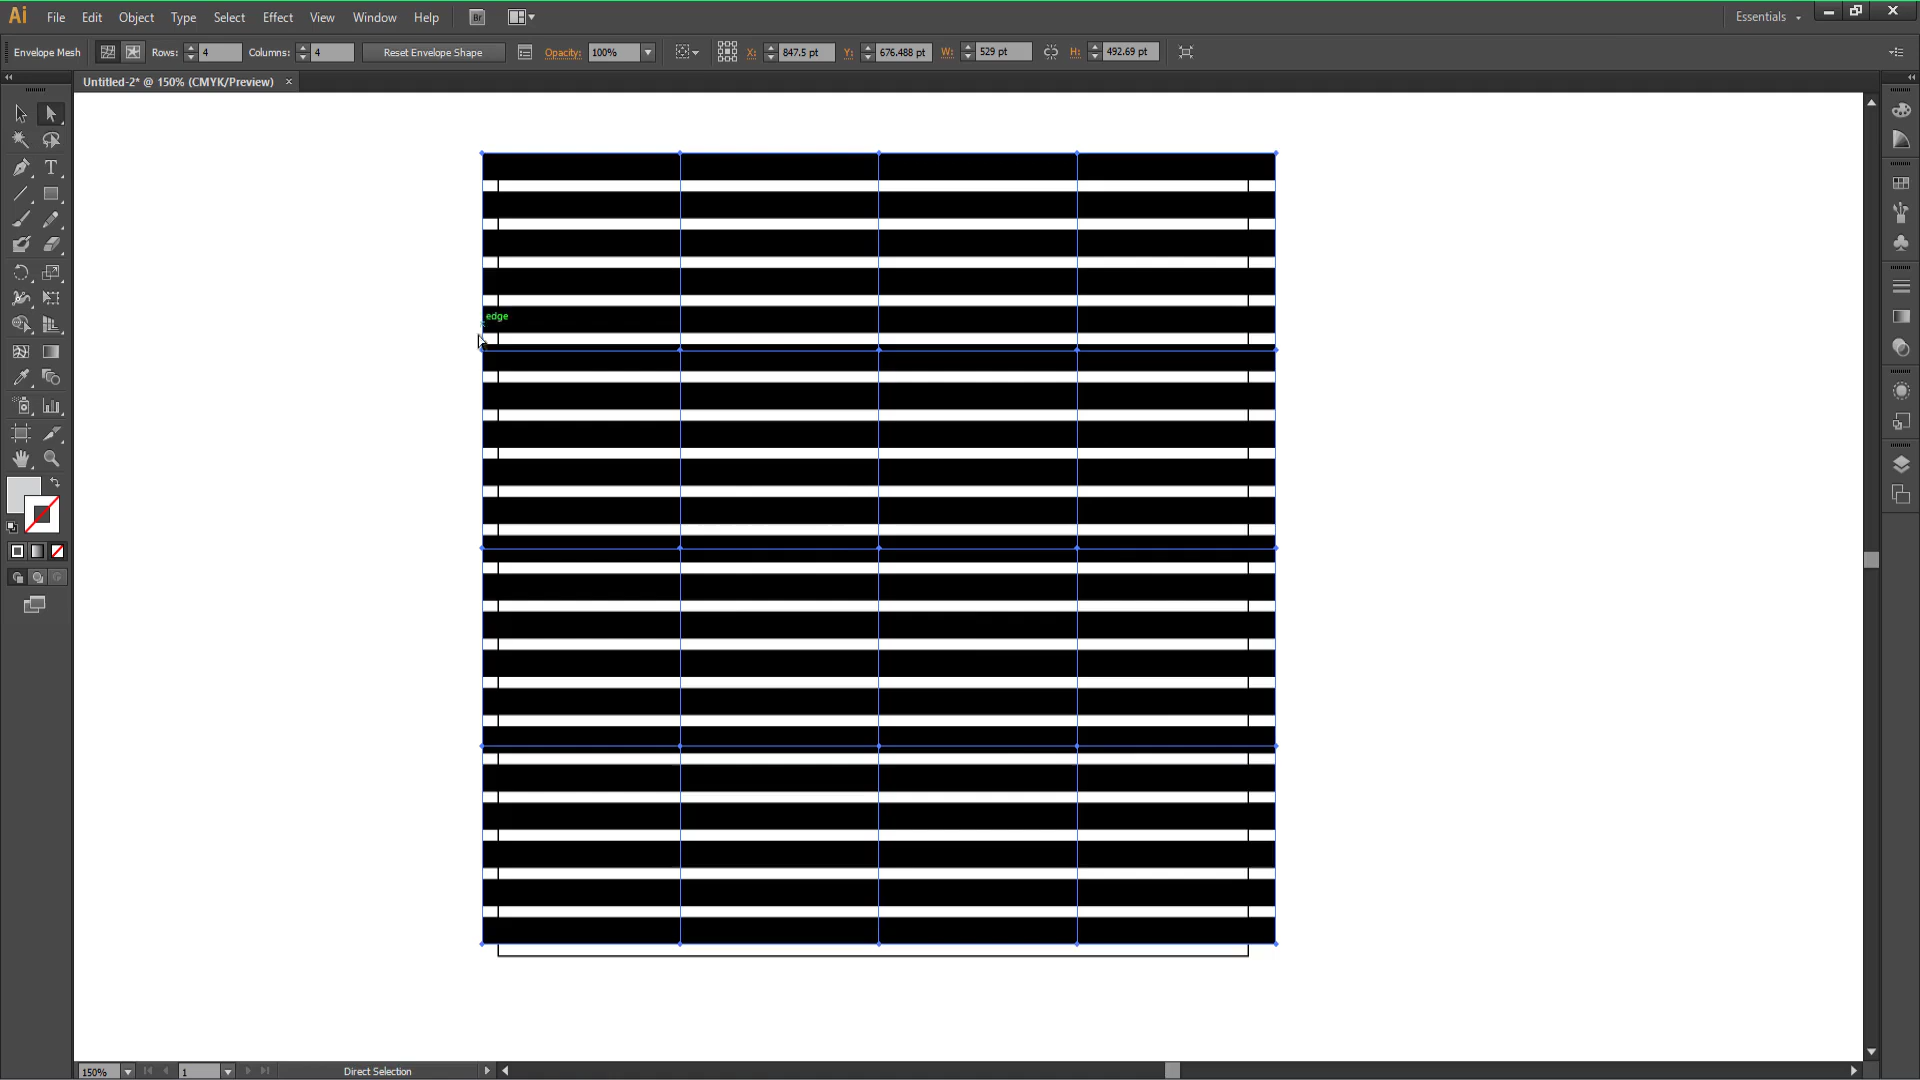 Ai File Edit Object Type Select Effect View Window Help Br Essentials
Envelope Mesh Rows: 4 Columns: 4 Reset Envelope Shape Opacity: 100% X: 847.5 pt Y: 676.488 pt W: 529 pt H: 492.69 pt
Untitled-2* @ 150% (CMYK/Preview) ×
edge
150% 1 Direct Selection